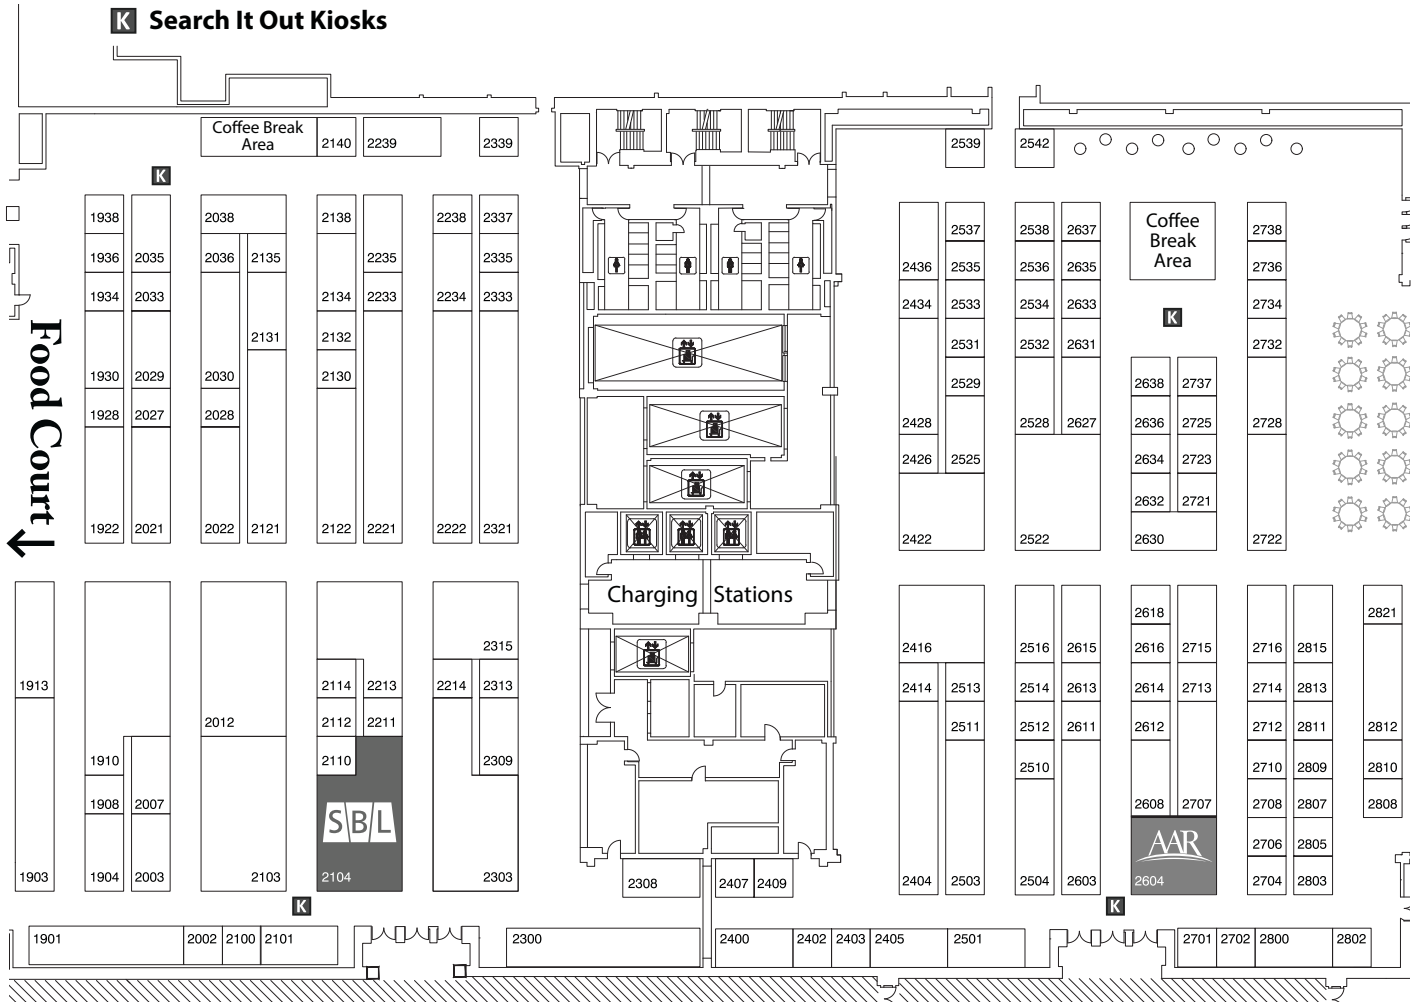 K Search It Out Kiosks
Coffee Break
Area
2140 2239 2339
2539 2542
K
1938 2038 2138 2238 2337
2537 2538 2637
Coffee
Break
Area
2738
1936 2035 2036 2135 2235 2335
2436 2535 2536 2635 2736
1934 2033 2134 2233 2234 2333
2434 2533 2534 2633 2734
K
2131 2132
2531 2532 2631 2732
1930 2029 2030 2130
2529 2638 2737
1928 2027 2028
2428 2528 2627 2636 2725 2728
2426 2525 2634 2723
2632 2721
1922 2021 2022 2121 2122 2221 2222 2321
2422 2522 2630 2722
Food Court
Charging Stations
2618 2821
2315
2416 2516 2615 2616 2715 2716 2815
1913 2114 2213 2214 2313
2414 2513 2514 2613 2614 2713 2714 2813
2012 2112 2211
2511 2512 2611 2612 2712 2811 2812
1910 2110 2309
2510 2710 2809 2810
1908 2007
2608 2707 2708 2807 2808
SBL
AAR
2706 2805
1903 1904 2003 2103 2104 2303
2308 2407 2409
2404 2503 2504 2603 2604 2704 2803
K K
1901 2002 2100 2101 2300
2400 2402 2403 2405 2501
2701 2702 2800 2802